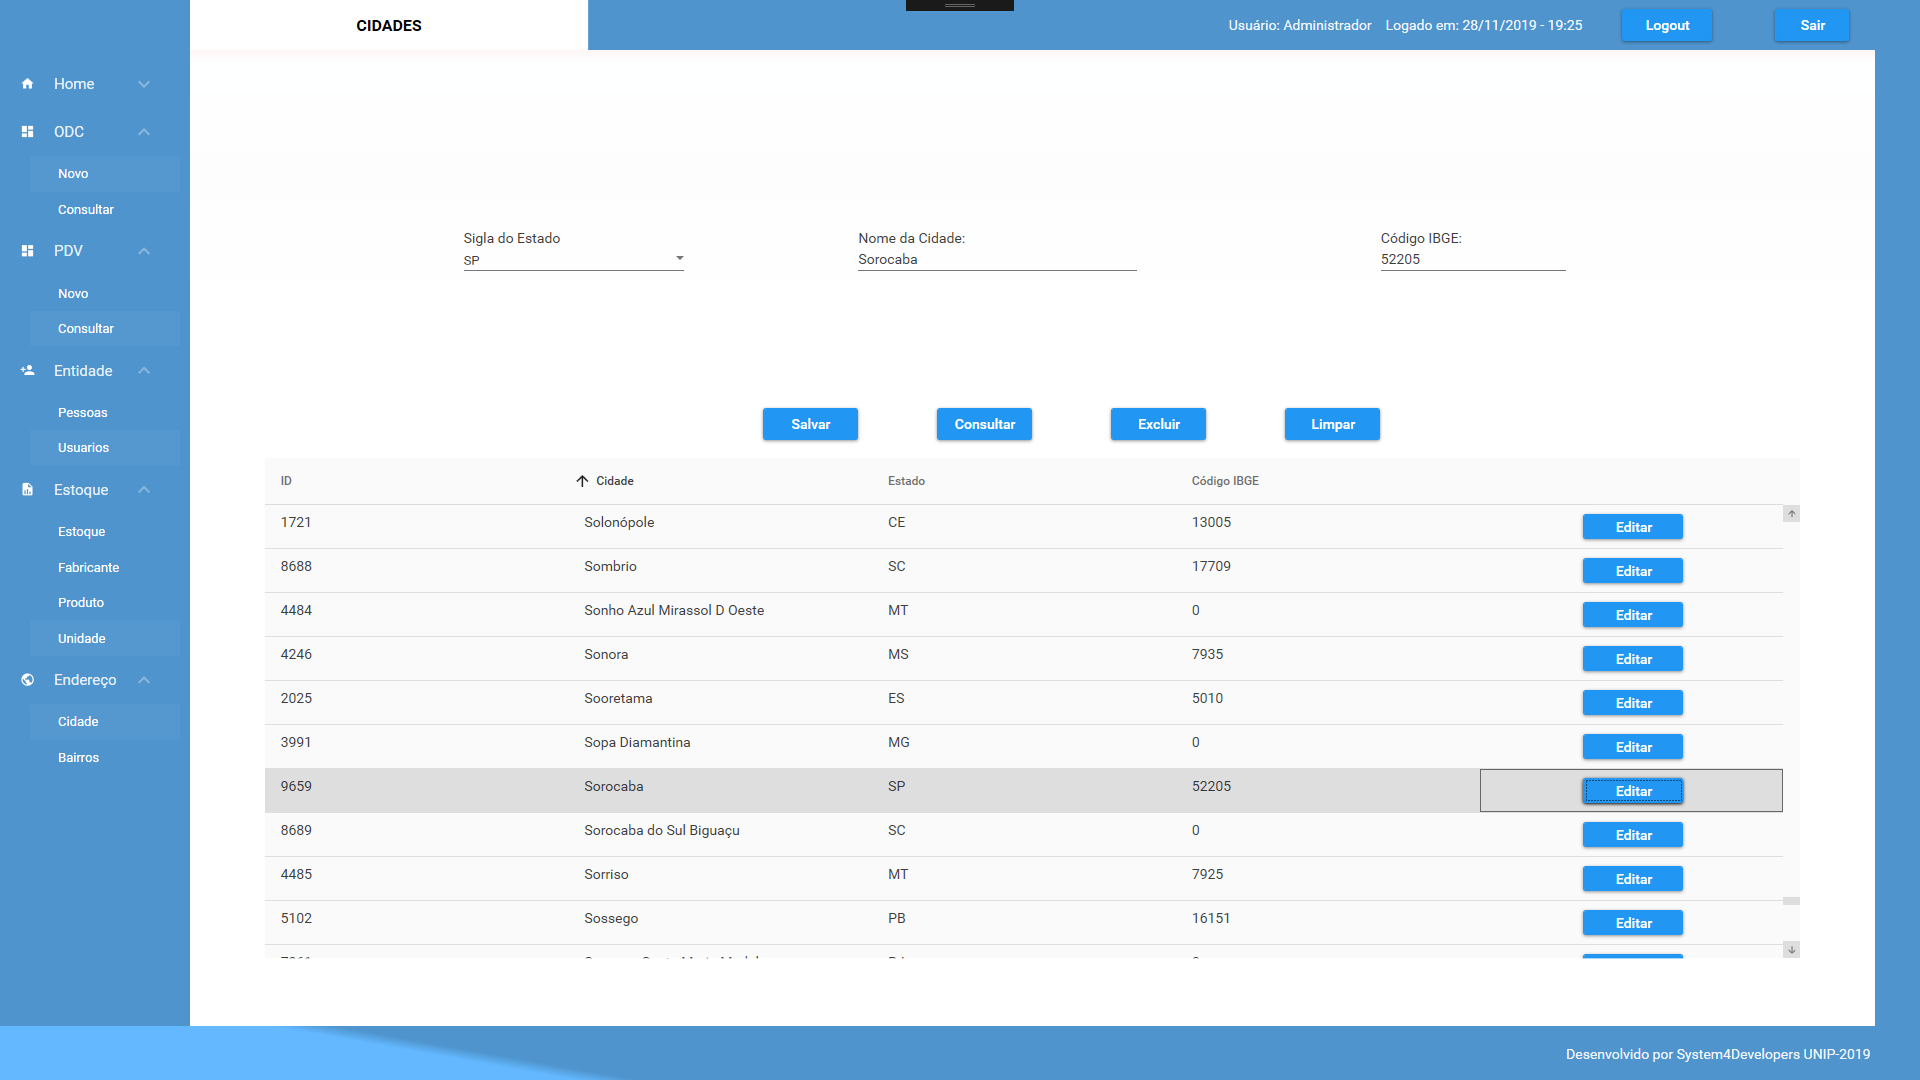 CIDADES
Usuário: Administrador Logado em: 28/11/2019 - 19:25 Logout Sair
Home
ODC
Novo
Consultar
PDV
Novo
Consultar
Entidade
Pessoas
Usuarios
Estoque
Estoque
Fabricante
Produto
Unidade
Endereço
Cidade
Bairros
Sigla do Estado Nome da Cidade: Código IBGE:
SP Sorocaba 52205
Salvar Consultar Excluir Limpar
ID Cidade Estado Código IBGE
1721 Solonópole CE 13005 Editar
8688 Sombrio SC 17709 Editar
4484 Sonho Azul Mirassol D Oeste MT 0 Editar
4246 Sonora MS 7935 Editar
2025 Sooretama ES 5010 Editar
3991 Sopa Diamantina MG 0 Editar
9659 Sorocaba SP 52205 Editar
8689 Sorocaba do Sul Biguaçu SC 0 Editar
4485 Sorriso MT 7925 Editar
5102 Sossego PB 16151 Editar
Desenvolvido por System4Developers UNIP-2019